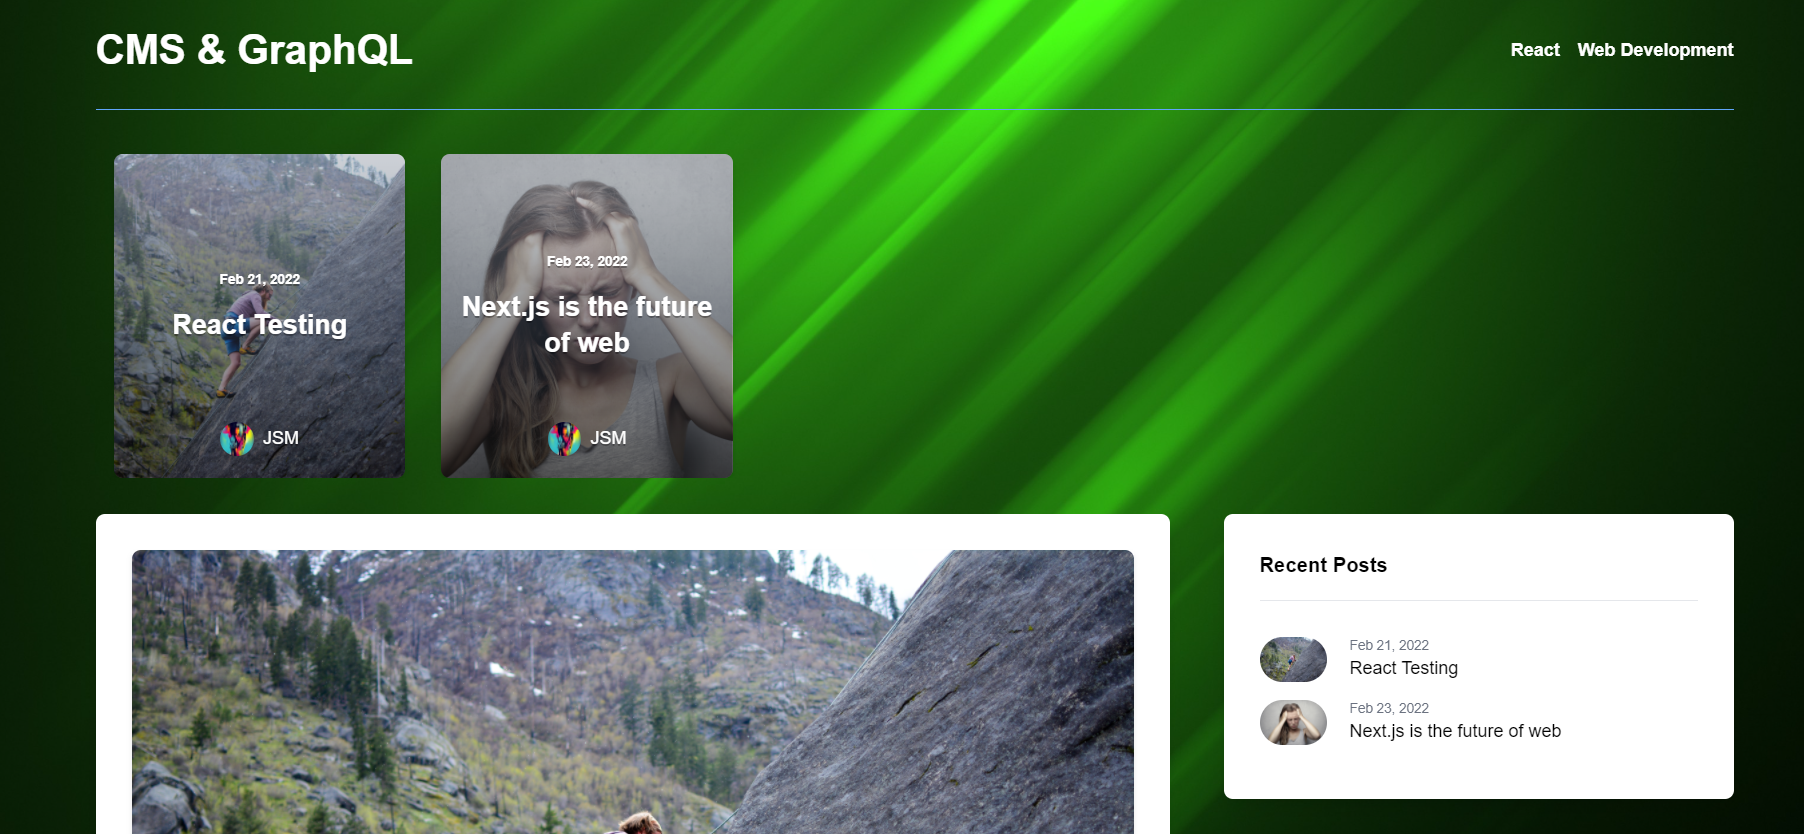 CMS & GraphQL
React Web Development
Feb 21, 2022
React Testing
JSM
Feb 23, 2022
Next.js is the future
of web
JSM
Recent Posts
Feb 21, 2022
React Testing
Feb 23, 2022
Next.js is the future of web